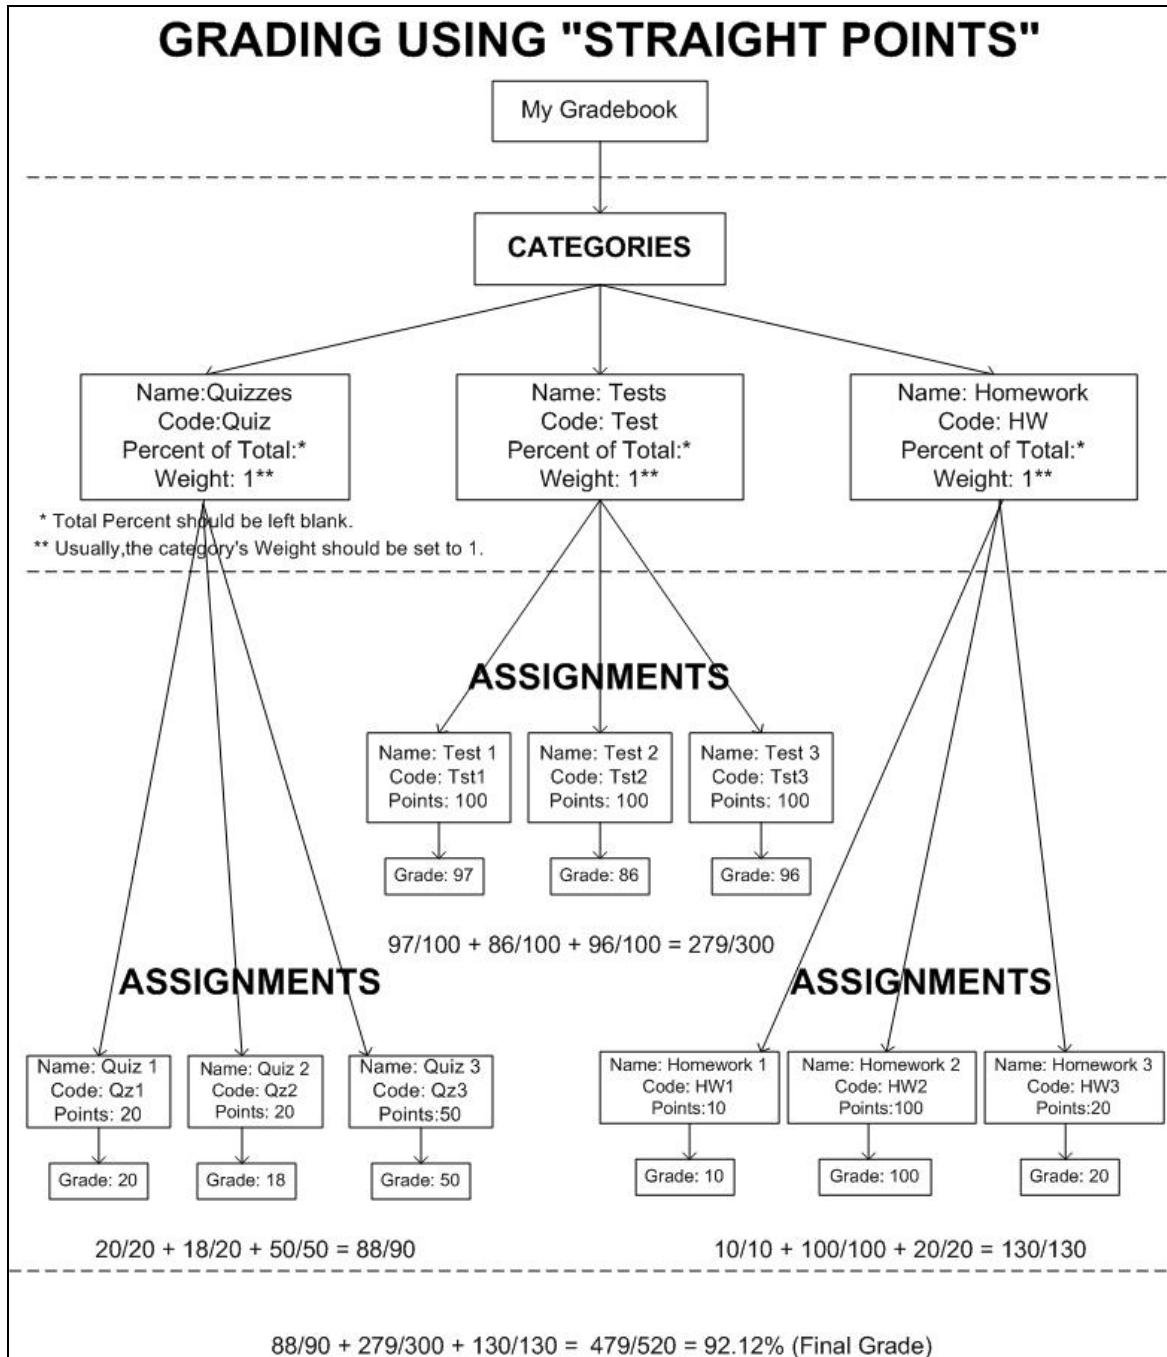 GRADING USING "STRAIGHT POINTS"
My Gradebook
CATEGORIES
Name:Quizzes
Code:Quiz
Percent of Total:*
Weight: 1**
Name: Tests
Code: Test
Percent of Total:*
Weight: 1**
Name: Homework
Code: HW
Percent of Total:*
Weight: 1**
* Total Percent should be left blank.
** Usually,the category's Weight should be set to 1.
ASSIGNMENTS
Name: Test 1
Code: Tst1
Points: 100
Name: Test 2
Code: Tst2
Points: 100
Name: Test 3
Code: Tst3
Points: 100
Grade: 97
Grade: 86
Grade: 96
97/100 + 86/100 + 96/100 = 279/300
ASSIGNMENTS
Name: Quiz 1
Code: Qz1
Points: 20
Name: Quiz 2
Code: Qz2
Points: 20
Name: Quiz 3
Code: Qz3
Points:50
Grade: 20
Grade: 18
Grade: 50
20/20 + 18/20 + 50/50 = 88/90
ASSIGNMENTS
Name: Homework 1
Code: HW1
Points:10
Name: Homework 2
Code: HW2
Points:100
Name: Homework 3
Code: HW3
Points:20
Grade: 10
Grade: 100
Grade: 20
10/10 + 100/100 + 20/20 = 130/130
88/90 + 279/300 + 130/130 = 479/520 = 92.12% (Final Grade)